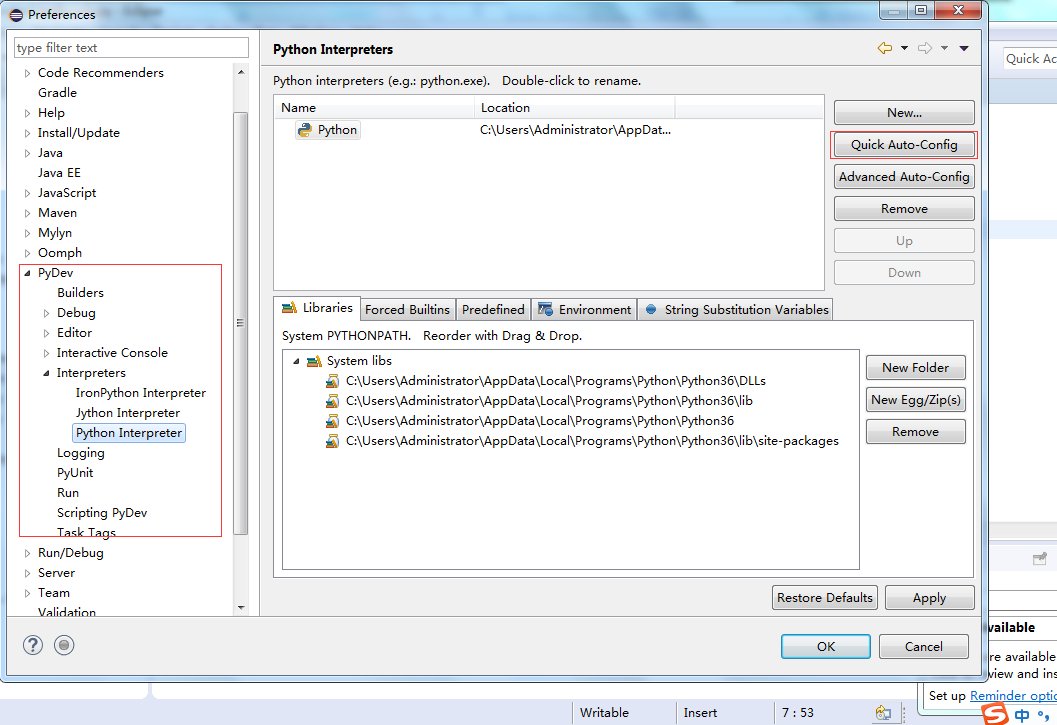 Preferences
type filter text
Code Recommenders
Gradle
Help
Install/Update
Java
Java EE
JavaScript
Maven
Mylyn
Oomph
PyDev
Builders
Debug
Editor
Interactive Console
Interpreters
IronPython Interpreter
Jython Interpreter
Python Interpreter
Logging
PyUnit
Run
Scripting PyDev
Task Tags
Run/Debug
Server
Team
Validation
Python Interpreters
Python interpreters (e.g.: python.exe).   Double-click to rename.
Name Location
Python C:\Users\Administrator\AppDat...
New...
Quick Auto-Config
Advanced Auto-Config
Remove
Up
Down
Libraries Forced Builtins Predefined Environment String Substitution Variables
System PYTHONPATH.   Reorder with Drag & Drop.
System libs
C:\Users\Administrator\AppData\Local\Programs\Python\Python36\DLLs
C:\Users\Administrator\AppData\Local\Programs\Python\Python36\lib
C:\Users\Administrator\AppData\Local\Programs\Python\Python36
C:\Users\Administrator\AppData\Local\Programs\Python\Python36\lib\site-packages
New Folder
New Egg/Zip(s)
Remove
Restore Defaults Apply
OK Cancel
Quick Ac
vailable
re available
view and ins
Set up Reminder optio
Writable Insert 7 : 53
中